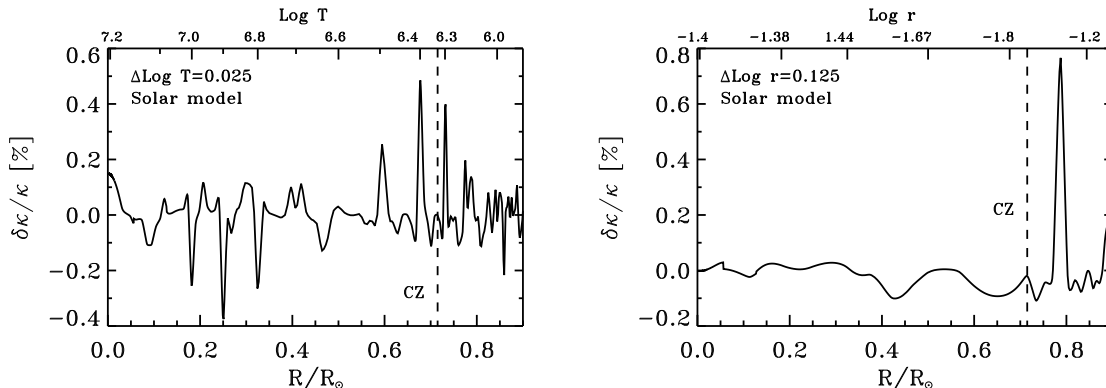 Log T
7.2 7.0 6.8 6.6 6.4 6.3 6.0
ΔLog T=0.025
Solar model
0.6
0.4
0.2
0.0
−0.2
−0.4
δκ/κ [%]
CZ
0.0 0.2 0.4 0.6 0.8
R/R⊙
Log r
−1.4 −1.38 −1.44 −1.67 −1.8 −1.2
ΔLog r=0.125
Solar model
0.8
0.6
0.4
0.2
0.0
−0.2
δκ/κ [%]
CZ
0.0 0.2 0.4 0.6 0.8
R/R⊙